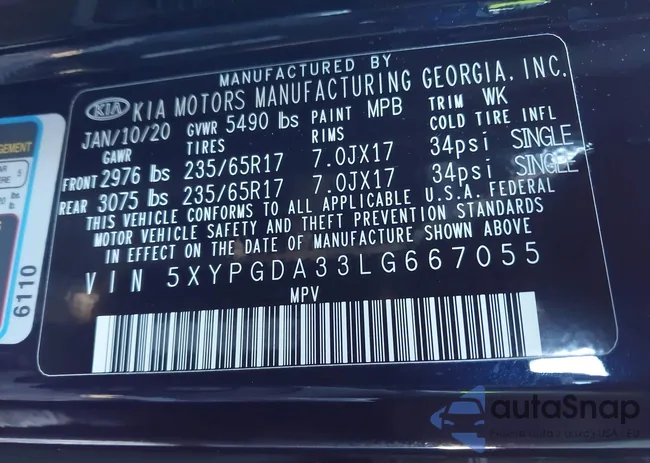 MANUFACTURED BY
KIA KIA MOTORS MANUFACTURING GEORGIA, INC.
JAN/10/20 GVWR 5490 lbs PAINT MPB TRIM WK
GAWR TIRES RIMS COLD TIRE INFL
FRONT 2976 lbs 235/65R17 7.0JX17 34psi SINGLE
REAR 3075 lbs 235/65R17 7.0JX17 34psi SINGLE
THIS VEHICLE CONFORMS TO ALL APPLICABLE U.S.A. FEDERAL
MOTOR VEHICLE SAFETY AND THEFT PREVENTION STANDARDS
IN EFFECT ON THE DATE OF MANUFACTURE SHOWN ABOVE.
VIN 5XYPGDA33LG667055
MPV
6110
autaSnap